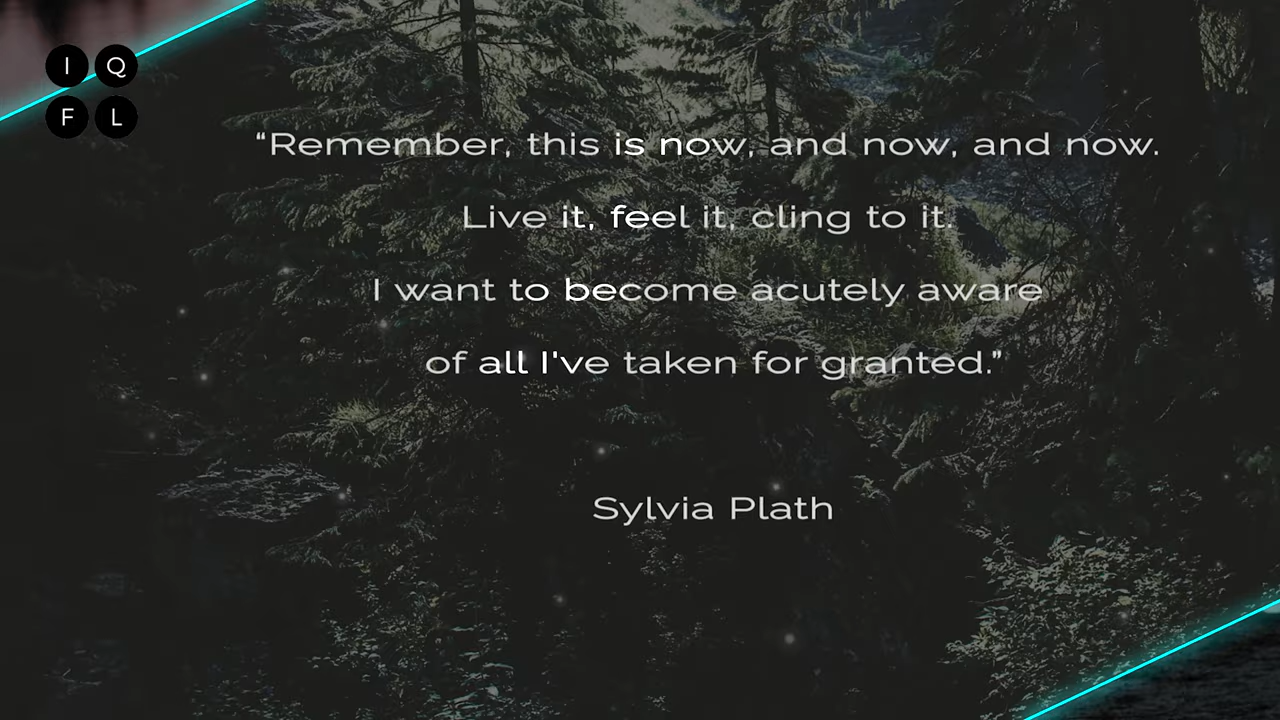 I Q
F L
“Remember, this is now, and now, and now.
Live it, feel it, cling to it.
I want to become acutely aware
of all I've taken for granted.”
Sylvia Plath